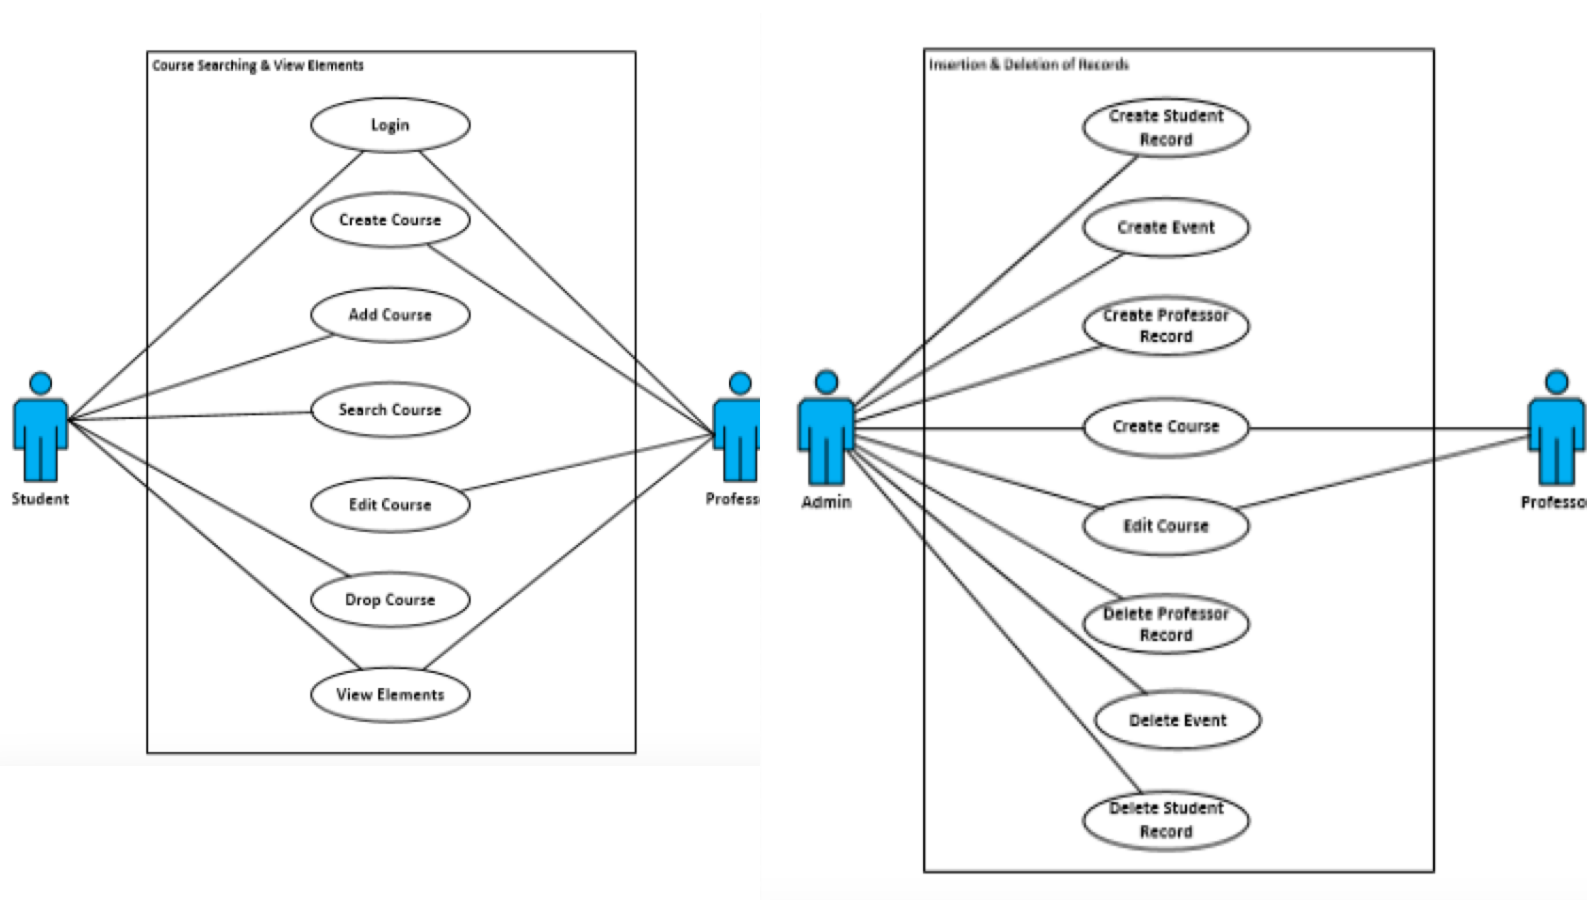 Course Searching & View Elements
Login
Create Course
Add Course
Search Course
Edit Course
Drop Course
View Elements
Student
Profess
Insertion & Deletion of Records
Create Student
Record
Create Event
Create Professor
Record
Create Course
Edit Course
Delete Professor
Record
Delete Event
Delete Student
Record
Admin
Professo